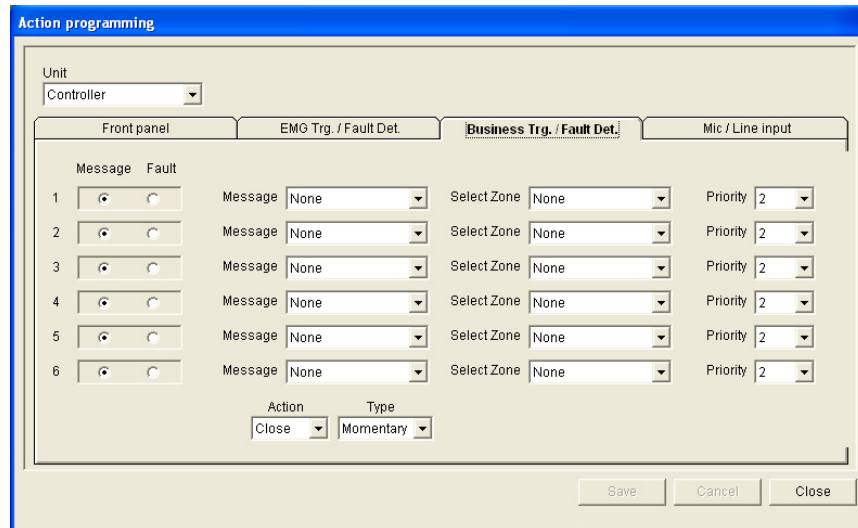 Action programming
Unit
Controller
Front panel EMG Trg. / Fault Det. Business Trg. / Fault Det. Mic / Line input
Message Fault
1 Message None Select Zone None Priority 2
2 Message None Select Zone None Priority 2
3 Message None Select Zone None Priority 2
4 Message None Select Zone None Priority 2
5 Message None Select Zone None Priority 2
6 Message None Select Zone None Priority 2
Action Type
Close Momentary
Save Cancel Close